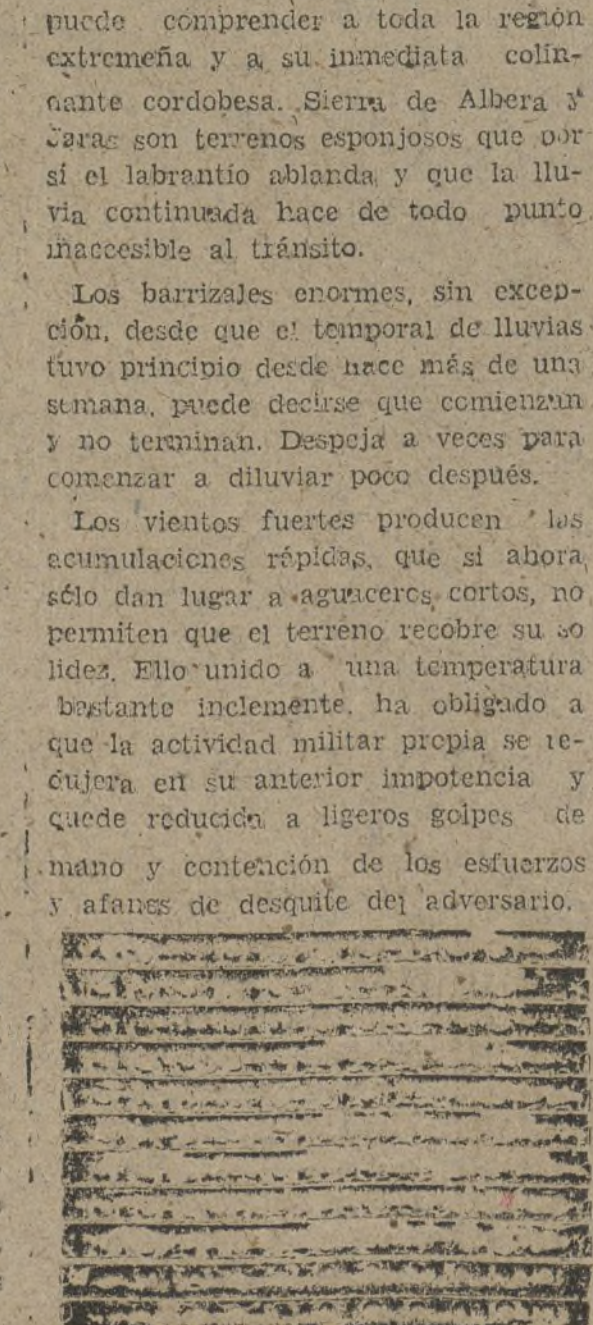 puede comprender a toda la región
extremeña y a su inmediata colin-
dante cordobesa. Sierra de Albera y
Jaras son terrenos esponjosos que por
sí el labrantío ablanda y que la llu-
via continuada hace de todo punto
inaccesible al tránsito.
Los barrizales enormes, sin excep-
ción, desde que el temporal de lluvias
tuvo principio desde hace más de una
semana, puede decirse que comienzan
y no terminan. Despeja a veces para
comenzar a diluviar poco después.
Los vientos fuertes producen las
acumulaciones rápidas, que si ahora
sólo dan lugar a aguaceros cortos, no
permiten que el terreno recobre su so
lidez. Ello unido a una temperatura
bastante inclemente, ha obligado a
que la actividad militar propia se re-
dujera en su anterior impotencia y
quede reducida a ligeros golpes de
mano y contención de los esfuerzos
y afanes de desquite del adversario.